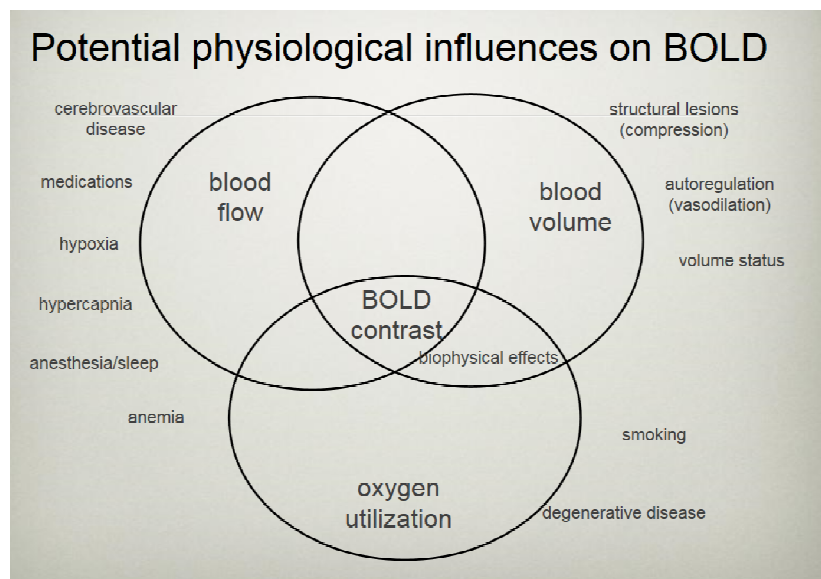 Potential physiological influences on BOLD
cerebrovascular
disease
structural lesions
(compression)
medications
blood
flow
blood
volume
autoregulation
(vasodilation)
hypoxia
volume status
hypercapnia
BOLD
contrast
biophysical effects
anesthesia/sleep
anemia
smoking
oxygen
utilization
degenerative disease